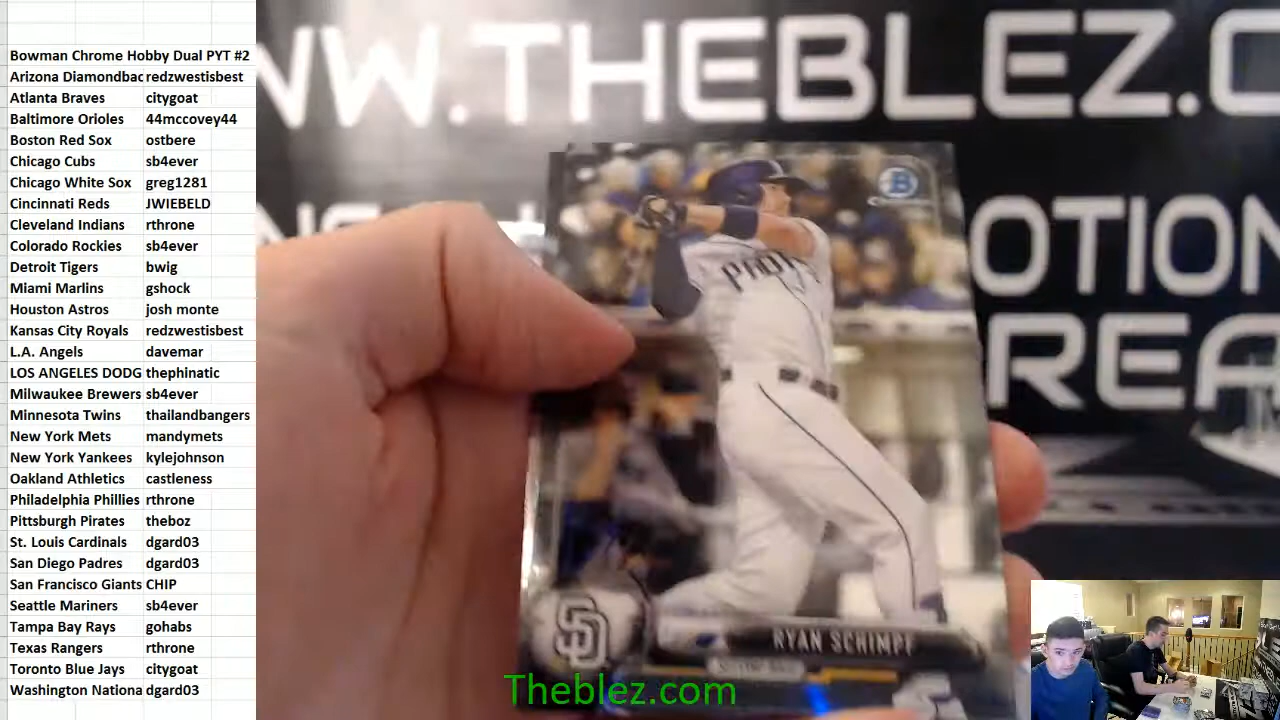 Bowman Chrome Hobby Dual PYT #2
Arizona Diamondbac redzwestisbest
Atlanta Braves citygoat
Baltimore Orioles 44mccovey44
Boston Red Sox ostbere
Chicago Cubs sb4ever
Chicago White Sox greg1281
Cincinnati Reds JWIEBELD
Cleveland Indians rthrone
Colorado Rockies sb4ever
Detroit Tigers bwig
Miami Marlins gshock
Houston Astros josh monte
Kansas City Royals redzwestisbest
L.A. Angels davemar
LOS ANGELES DODG thephinatic
Milwaukee Brewers sb4ever
Minnesota Twins thailandbangers
New York Mets mandymets
New York Yankees kylejohnson
Oakland Athletics castleness
Philadelphia Phillies rthrone
Pittsburgh Pirates theboz
St. Louis Cardinals dgard03
San Diego Padres dgard03
San Francisco Giants CHIP
Seattle Mariners sb4ever
Tampa Bay Rays gohabs
Texas Rangers rthrone
Toronto Blue Jays citygoat
Washington Nationa dgard03
WW.THEBLEZ.C
OTION
REA
B
PADR
SD
RYAN SCHIMPF
Theblez.com